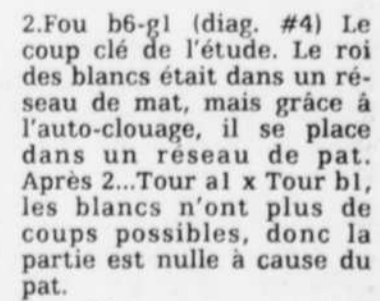 2.Fou b6-g1 (diag. #4) Le
coup clé de l'étude. Le roi
des blancs était dans un ré-
seau de mat, mais grâce à
l'auto-clouage, il se place
dans un réseau de pat.
Après 2...Tour a1 x Tour b1,
les blancs n'ont plus de
coups possibles, donc la
partie est nulle à cause du
pat.